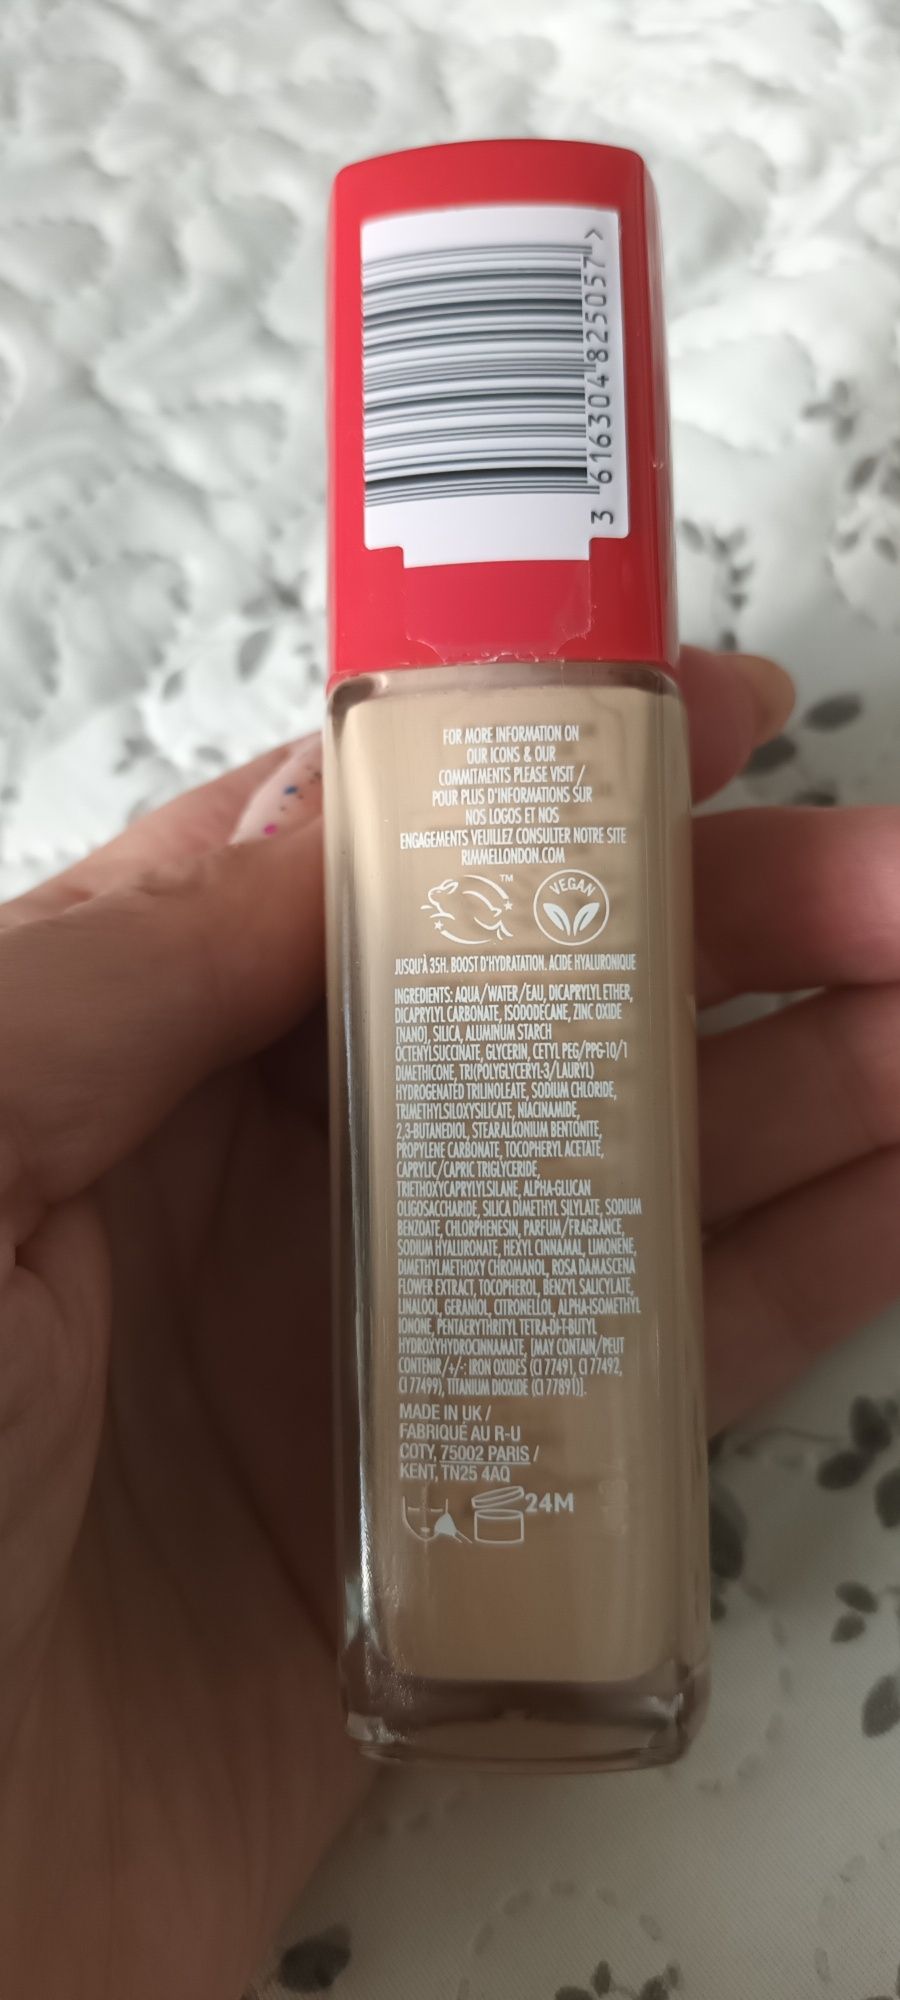 3 616304 825057 >
FOR MORE INFORMATION ON
OUR ICONS & OUR
COMMITMENTS PLEASE VISIT /
POUR PLUS D'INFORMATIONS SUR
NOS LOGOS ET NOS
ENGAGEMENTS VEUILLEZ CONSULTER NOTRE SITE
RIMMELLONDON.COM
TM
VEGAN
JUSQU'À 35H. BOOST D'HYDRATATION. ACIDE HYALURONIQUE
INGREDIENTS: AQUA/WATER/EAU, DICAPRYLYL ETHER,
DICAPRYLYL CARBONATE, ISODODECANE, ZINC OXIDE
[NANO], SILICA, ALUMINUM STARCH
OCTENYLSUCCINATE, GLYCERIN, CETYL PEG/PPG-10/1
DIMETHICONE, TRI(POLYGLYCERYL-3/LAURYL)
HYDROGENATED TRILINOLEATE, SODIUM CHLORIDE,
TRIMETHYLSILOXYSILICATE, NIACINAMIDE,
2,3-BUTANEDIOL, STEARALKONIUM BENTONITE,
PROPYLENE CARBONATE, TOCOPHERYL ACETATE,
CAPRYLIC/CAPRIC TRIGLYCERIDE,
TRIETHOXYCAPRYLYLSILANE, ALPHA-GLUCAN
OLIGOSACCHARIDE, SILICA DIMETHYL SILYLATE, SODIUM
BENZOATE, CHLORPHENESIN, PARFUM/FRAGRANCE,
SODIUM HYALURONATE, HEXYL CINNAMAL, LIMONENE,
DIMETHYLMETHOXY CHROMANOL, ROSA DAMASCENA
FLOWER EXTRACT, TOCOPHEROL, BENZYL SALICYLATE,
LINALOOL, GERANIOL, CITRONELLOL, ALPHA-ISOMETHYL
IONONE, PENTAERYTHRITYL TETRA-DI-T-BUTYL
HYDROXYHYDROCINNAMATE, [MAY CONTAIN/PEUT
CONTENIR/+/-: IRON OXIDES (CI 77491, CI 77492,
CI 77499), TITANIUM DIOXIDE (CI 77891)].
MADE IN UK /
FABRIQUÉ AU R-U
COTY, 75002 PARIS /
KENT, TN25 4AQ
24M